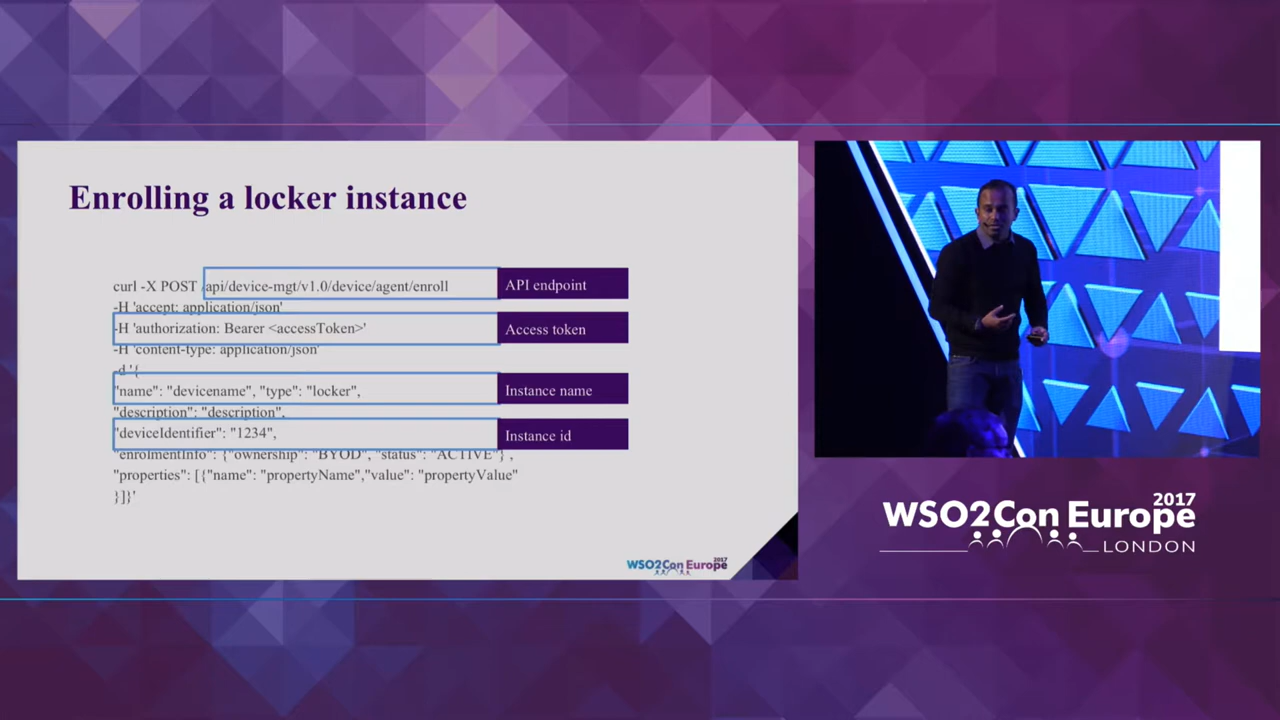 Enrolling a locker instance
curl -X POST /api/device-mgt/v1.0/device/agent/enroll
API endpoint
-H 'accept: application/json'
-H 'authorization: Bearer <accessToken>'
Access token
-H 'content-type: application/json'
-d '{
"name": "devicename", "type": "locker",
Instance name
"description": "description",
"deviceIdentifier": "1234",
Instance id
"enrolmentInfo": {"ownership": "BYOD", "status": "ACTIVE"} ,
"properties": [{"name": "propertyName","value": "propertyValue"
}]}'
WSO2Con Europe 2017
WSO2Con Europe 2017
LONDON